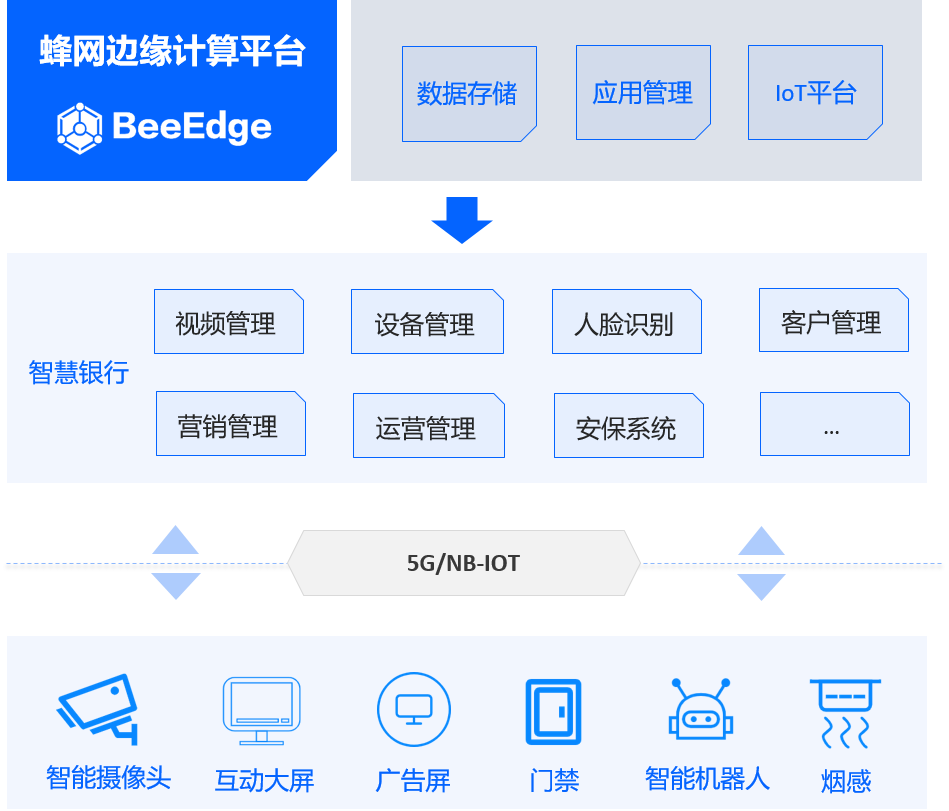 蜂网边缘计算平台
BeeEdge
数据存储
应用管理
IoT平台
智慧银行
视频管理
设备管理
人脸识别
客户管理
营销管理
运营管理
安保系统
...
5G/NB-IOT
智能摄像头
互动大屏
广告屏
门禁
智能机器人
烟感